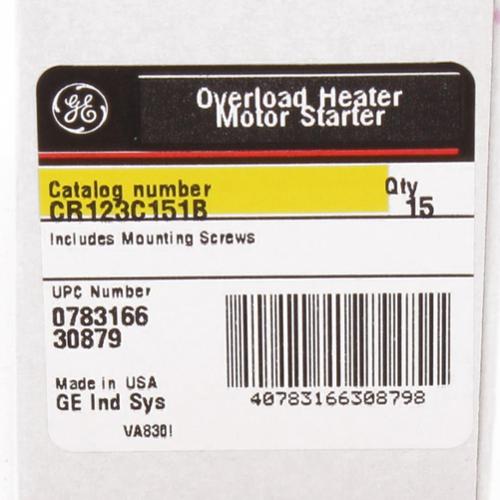 GE
Overload Heater
Motor Starter
Catalog number
CR123C151B
Qty
15
Includes Mounting Screws
UPC Number
0783166
30879
Made in USA
GE Ind Sys
VA830!
40783166308798